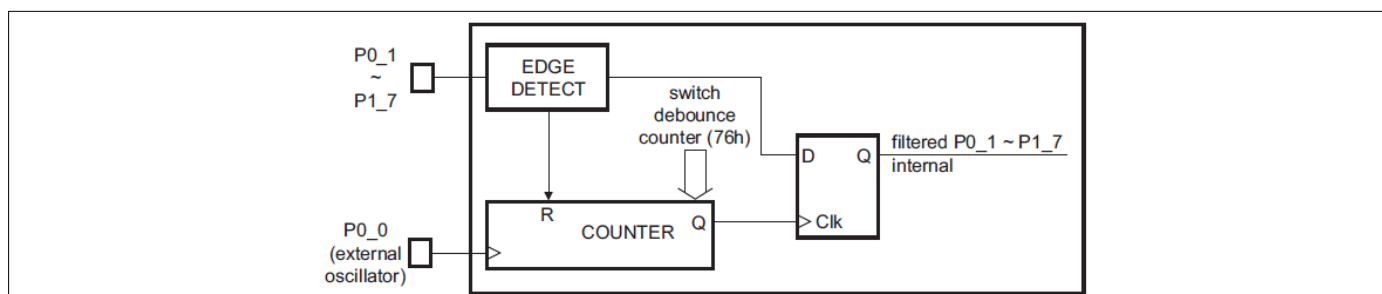 P0_1
~
P1_7
EDGE
DETECT
switch
debounce
counter (76h)
D Q
filtered P0_1 ~ P1_7
internal
Clk
R
Q
COUNTER
P0_0
(external
oscillator)